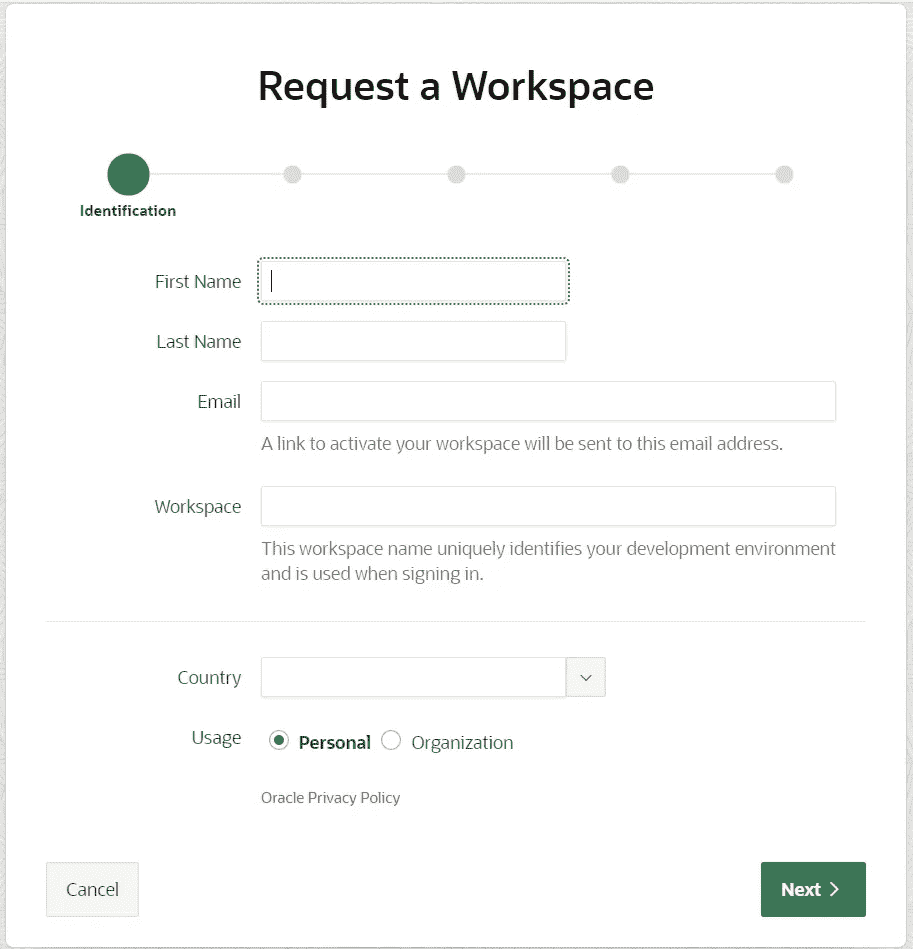 Request a Workspace
Identification
First Name
Last Name
Email
A link to activate your workspace will be sent to this email address.
Workspace
This workspace name uniquely identifies your development environment
and is used when signing in.
Country
Usage
Personal Organization
Oracle Privacy Policy
Cancel Next